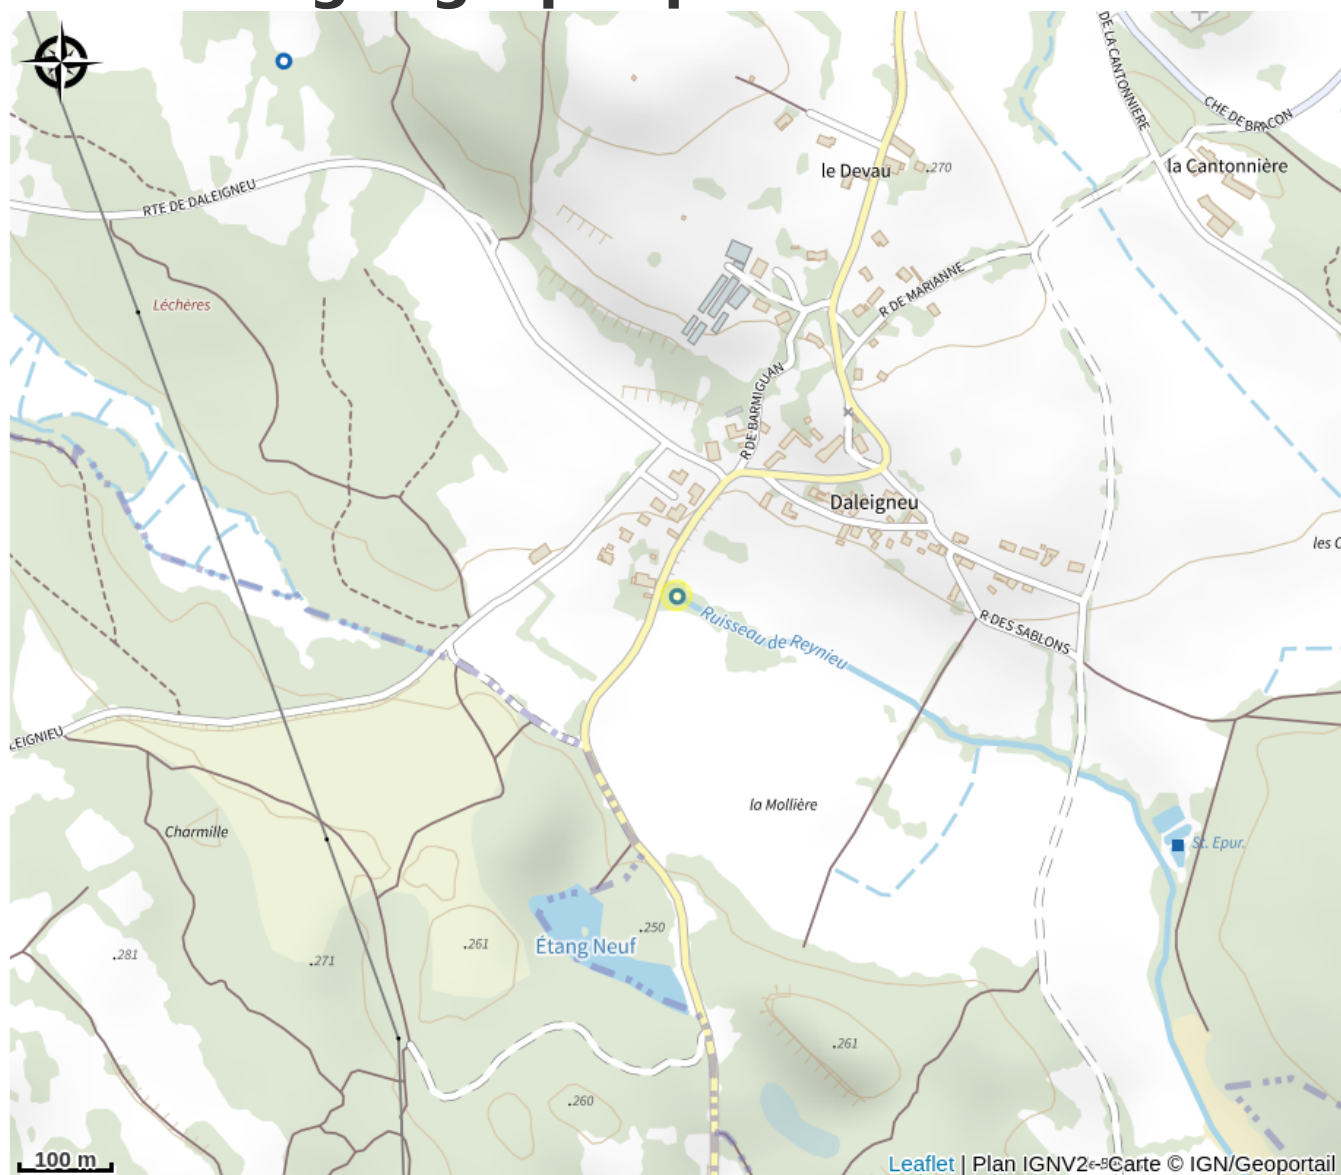 DE LA CANTONNIERE
CHE DE BRACON
le Devau
.270
la Cantonnière
RTE DE DALEIGNEU
R DE MARIANNE
Léchères
R DE BARMIGUAN
Daleigneu
les
Ruisseau de Reynieu
R DES SABLONS
LEIGNIEU
la Mollière
Charmille
St. Epur.
.250
Étang Neuf
.261
.281
.271
.261
.260
100 m
Leaflet | Plan IGNV2 - Carte © IGN/Geoportail